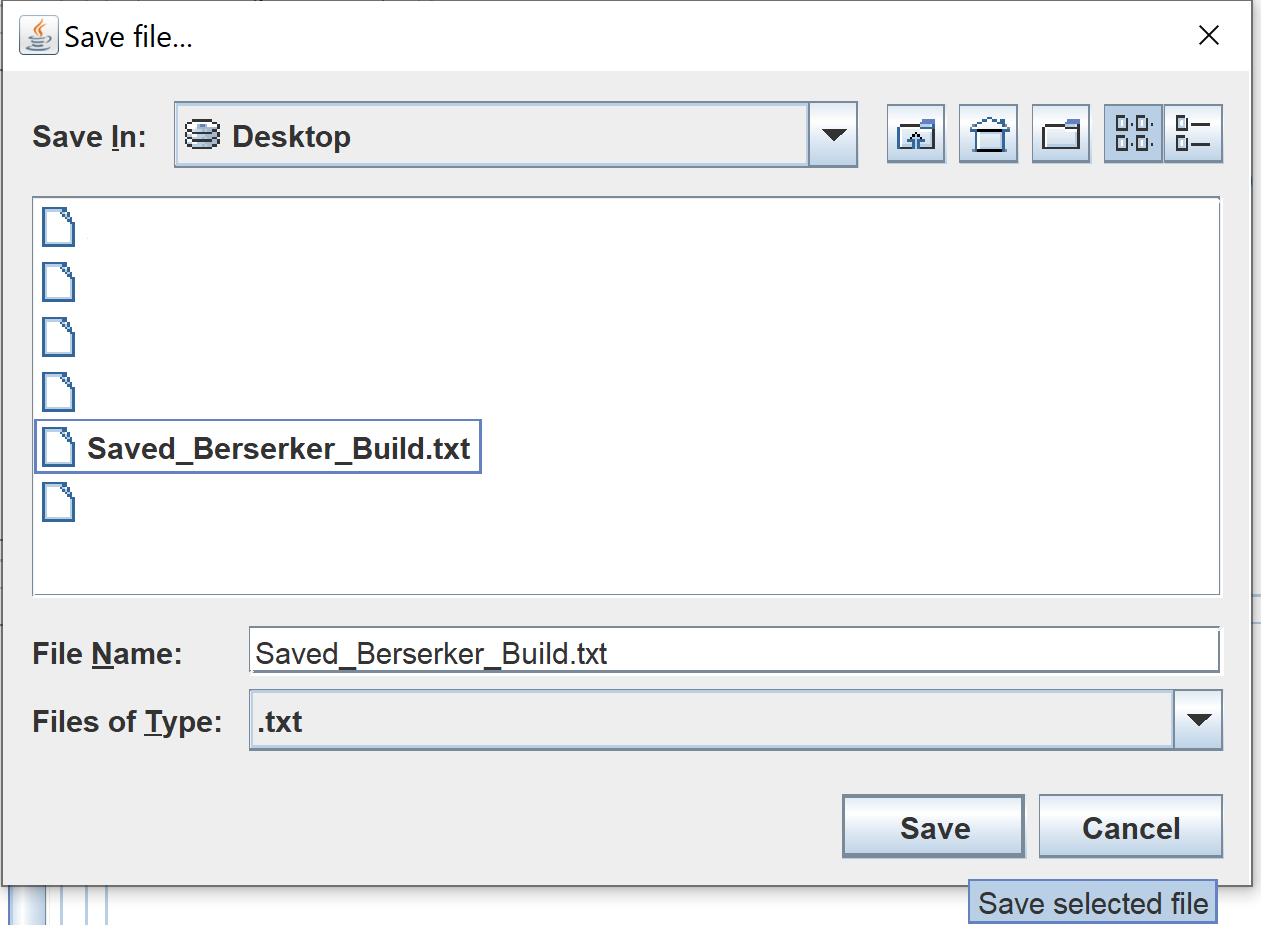 Save file...
Save In: Desktop
Saved_Berserker_Build.txt
File Name: Saved_Berserker_Build.txt
Files of Type: .txt
Save Cancel
Save selected file